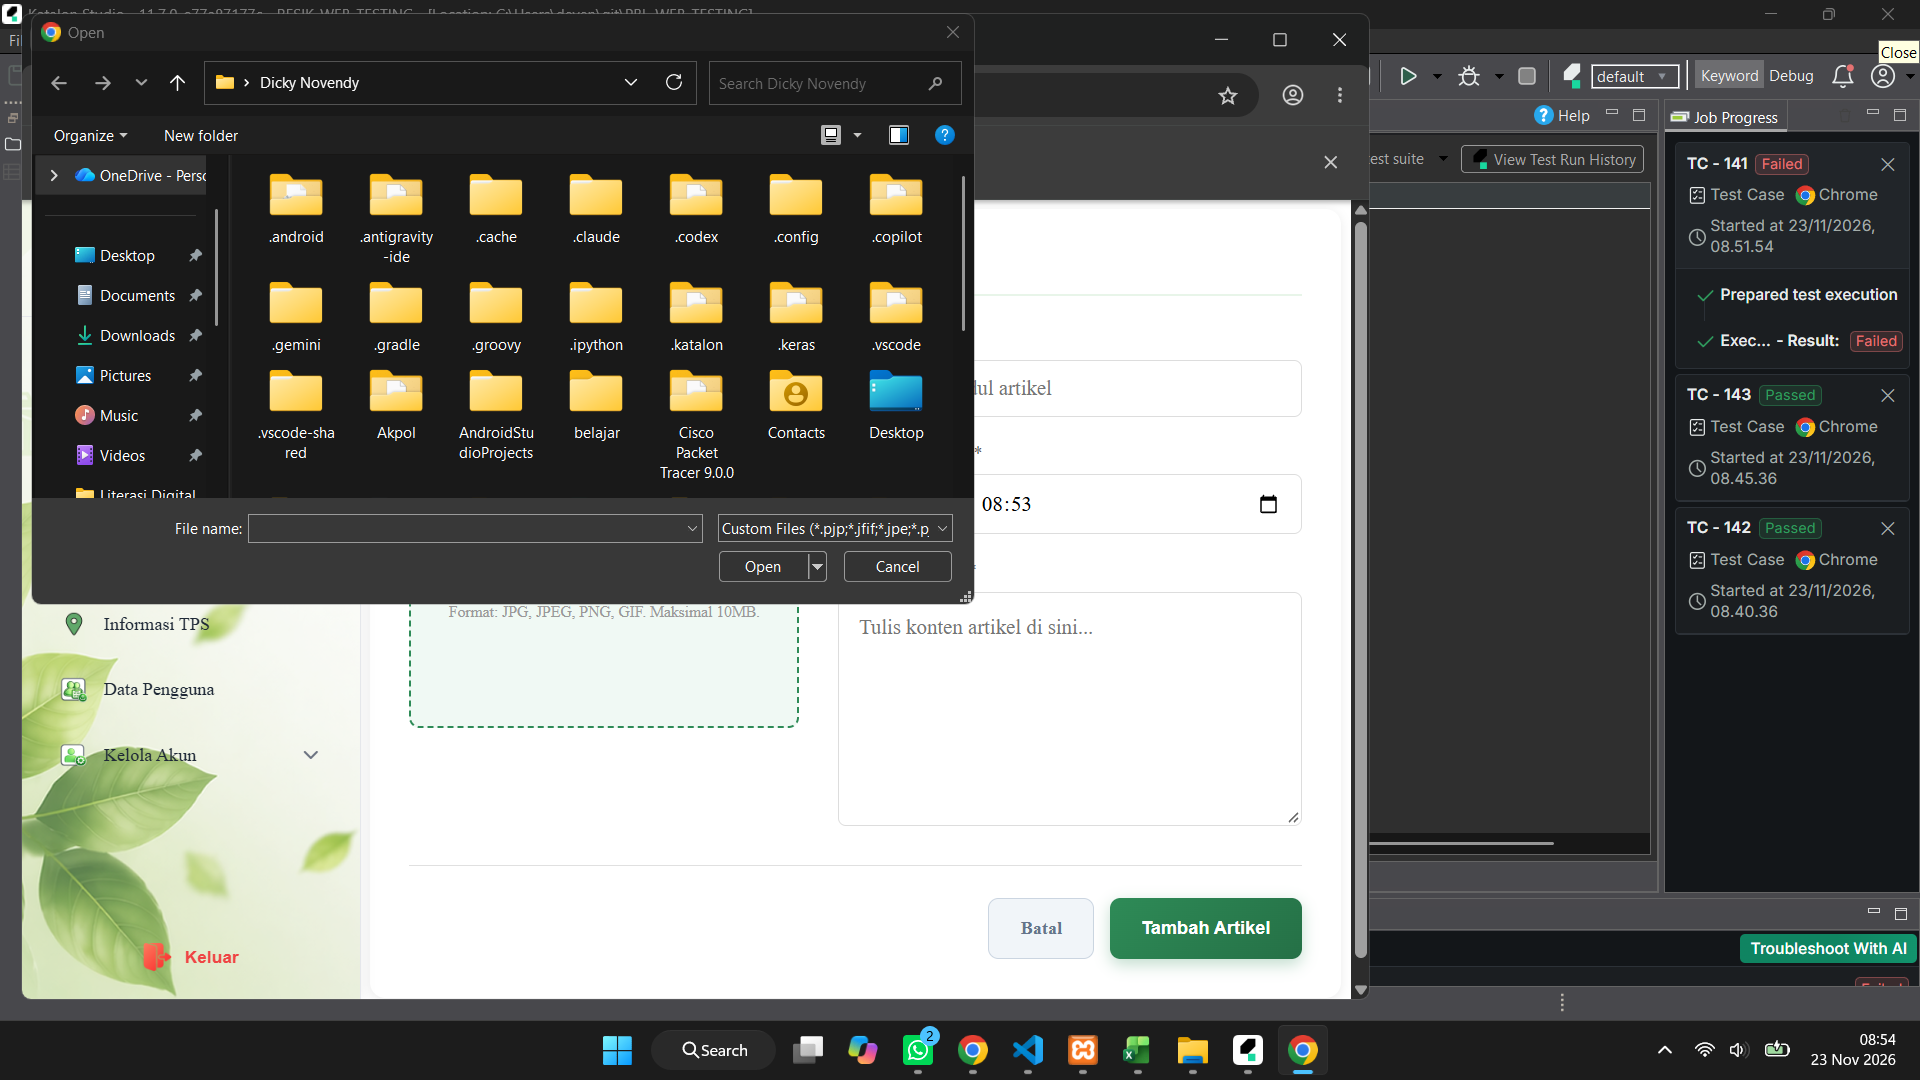 Open
Dicky Novendy
Search Dicky Novendy
Organize
New folder
OneDrive - Perso
Desktop
Documents
Downloads
Pictures
Music
Videos
Literasi Digital
.android
.antigravity
-ide
.cache
.claude
.codex
.config
.copilot
.gemini
.gradle
.groovy
.ipython
.katalon
.keras
.vscode
.vscode-sha
red
Akpol
AndroidStu
dioProjects
belajar
Cisco
Packet
Tracer 9.0.0
Contacts
Desktop
File name:
Custom Files (*.pjp;*.jfif;*.jpe;*.p
Open
Cancel
Close
default
Keyword
Debug
Help
Job Progress
est suite
View Test Run History
TC - 141
Failed
Test Case
Chrome
Started at 23/11/2026,
08.51.54
Prepared test execution
Exec... - Result:
Failed
TC - 143
Passed
Test Case
Chrome
Started at 23/11/2026,
08.45.36
TC - 142
Passed
Test Case
Chrome
Started at 23/11/2026,
08.40.36
Troubleshoot With AI
dul artikel
*
08:53
Format: JPG, JPEG, PNG, GIF. Maksimal 10MB.
Tulis konten artikel di sini...
Informasi TPS
Data Pengguna
Kelola Akun
Keluar
Batal
Tambah Artikel
Search
2
08:54
23 Nov 2026